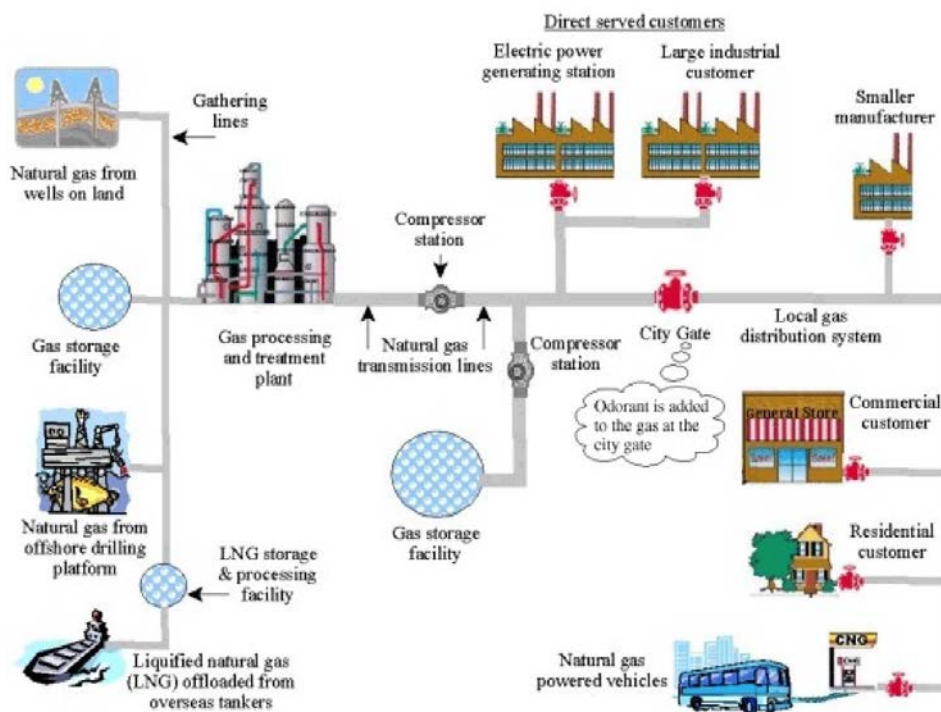 Direct served customers
Electric power
generating station
Large industrial
customer
Smaller
manufacturer
Gathering
lines
Natural gas from
wells on land
Compressor
station
Gas storage
facility
Gas processing
and treatment
plant
Natural gas
transmission lines
Compressor
station
City Gate
Local gas
distribution system
Odorant is added
to the gas at the
city gate
General Store
Commercial
customer
Natural gas from
offshore drilling
platform
Gas storage
facility
Residential
customer
LNG storage
& processing
facility
Liquified natural gas
(LNG) offloaded from
overseas tankers
Natural gas
powered vehicles
CNG
CNG